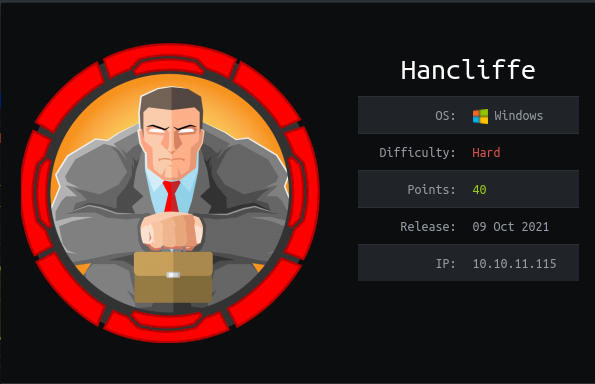 Hancliffe
OS: Windows
Difficulty: Hard
Points: 40
Release: 09 Oct 2021
IP: 10.10.11.115